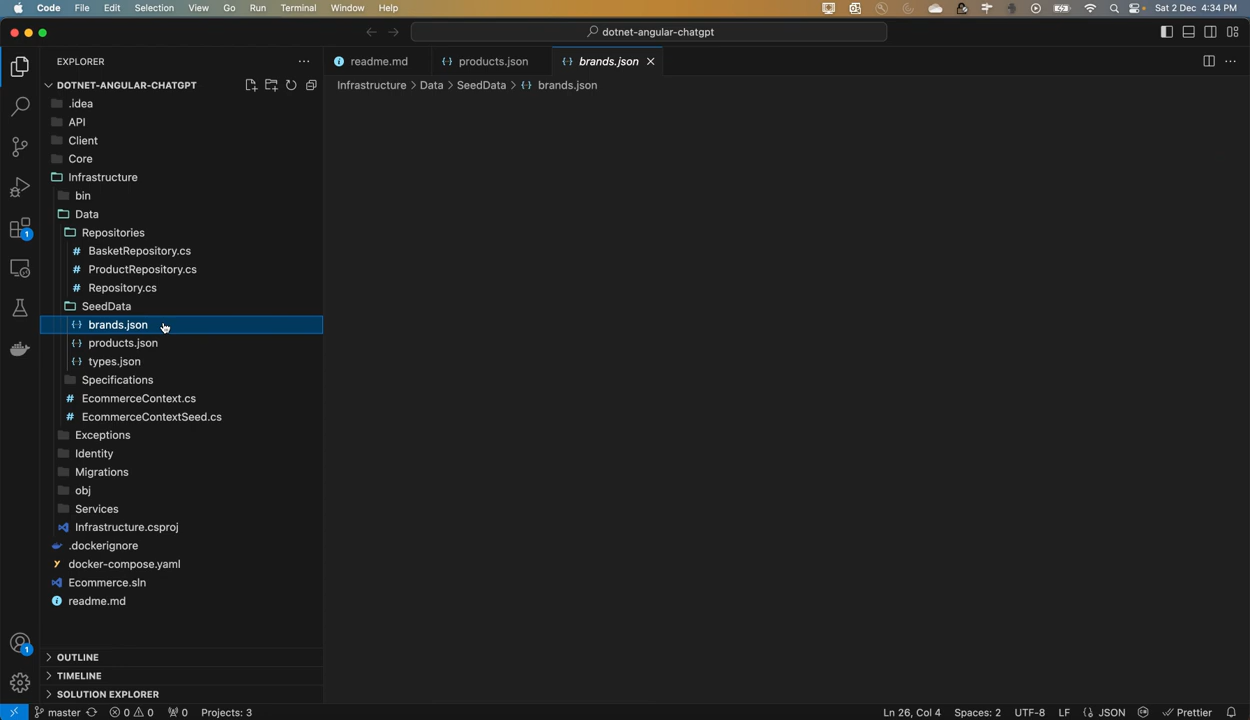 Code File Edit Selection View Go Run Terminal Window Help Sat 2 Dec 4:34 PM
dotnet-angular-chatgpt
EXPLORER
readme.md products.json brands.json
DOTNET-ANGULAR-CHATGPT
Infrastructure > Data > SeedData > {} brands.json
.idea
API
Client
Core
Infrastructure
bin
Data
Repositories
# BasketRepository.cs
# ProductRepository.cs
# Repository.cs
SeedData
{} brands.json
{} products.json
{} types.json
Specifications
# EcommerceContext.cs
# EcommerceContextSeed.cs
Exceptions
Identity
Migrations
obj
Services
Infrastructure.csproj
.dockerignore
docker-compose.yaml
Ecommerce.sln
readme.md
OUTLINE
TIMELINE
SOLUTION EXPLORER
master 0 0 0 Projects: 3 Ln 26, Col 4 Spaces: 2 UTF-8 LF {} JSON Prettier